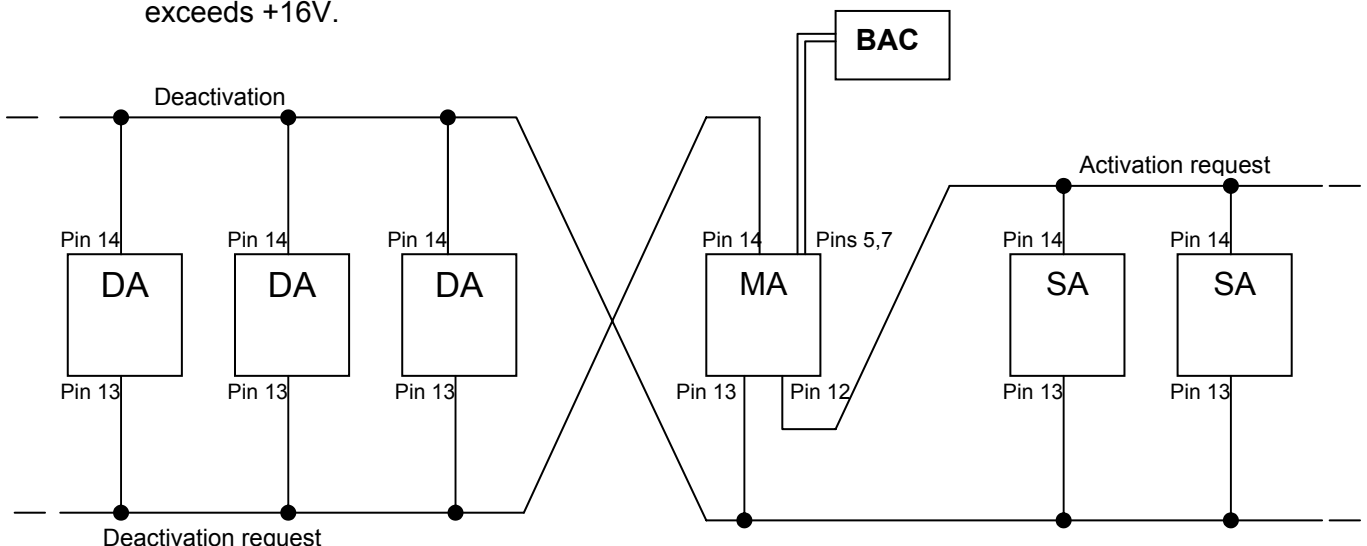 exceeds +16V.
BAC
Deactivation
Activation request
Pin 14
Pin 14
Pin 14
Pin 14
Pins 5,7
Pin 14
Pin 14
DA
DA
DA
MA
SA
SA
Pin 13
Pin 13
Pin 13
Pin 13
Pin 12
Pin 13
Pin 13
Deactivation request